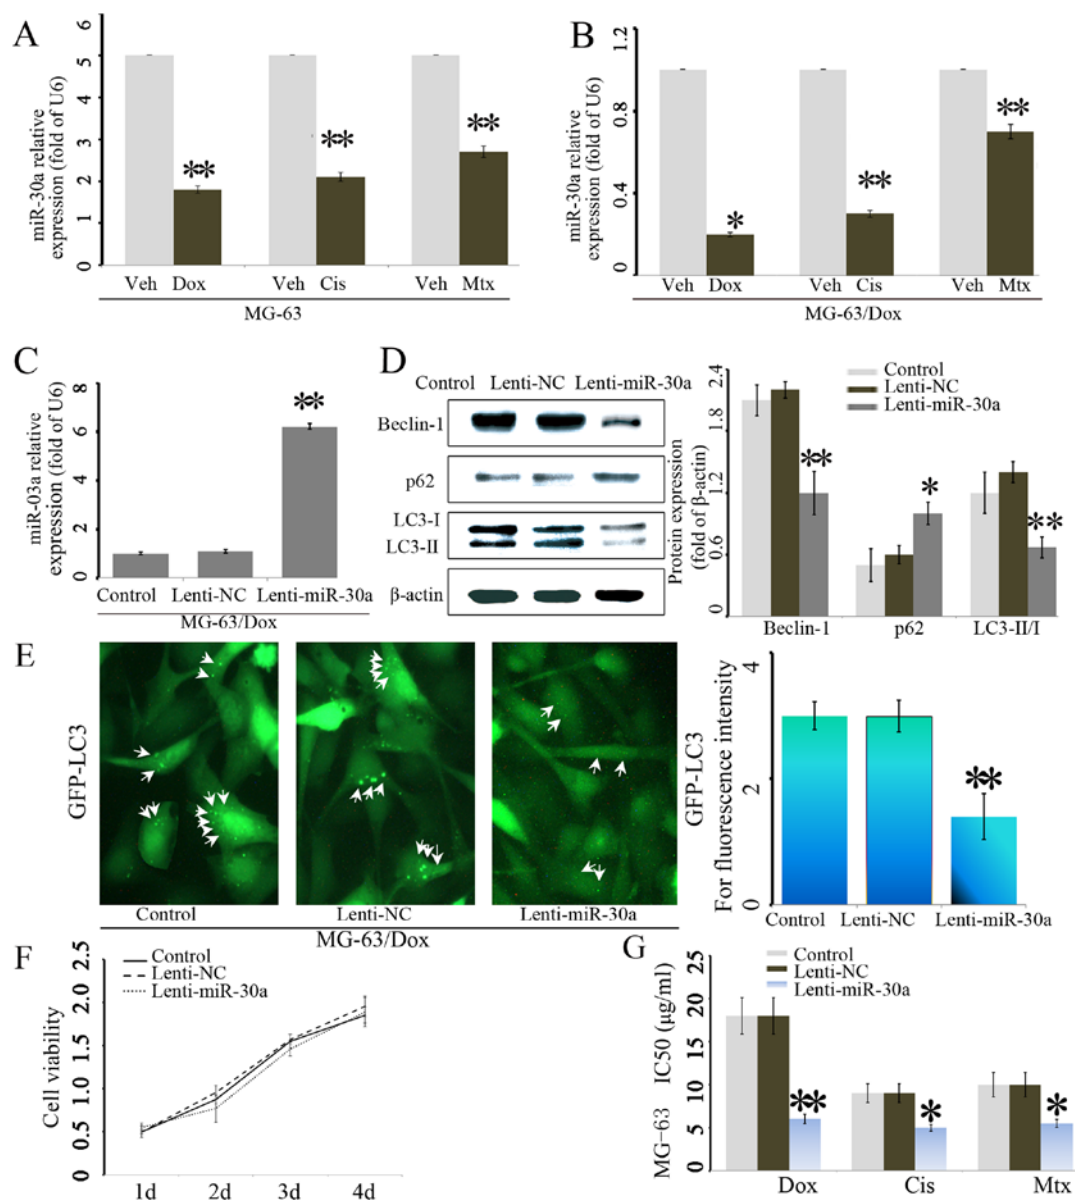 A
miR-30a relative
expression (fold of U6)
6
5
4
3
2
1
0
**
**
**
Veh Dox
Veh Cis
Veh Mtx
MG-63
B
miR-30a relative
expression (fold of U6)
1.2
0.8
0.4
0
*
**
**
Veh Dox
Veh Cis
Veh Mtx
MG-63/Dox
C
miR-03a relative
expression (fold of U6)
8
6
4
2
0
**
Control Lenti-NC Lenti-miR-30a
MG-63/Dox
D
Control Lenti-NC Lenti-miR-30a
Beclin-1
p62
LC3-I
LC3-II
β-actin
Protein expression
(fold of β-actin)
2.4
1.8
1.2
0.6
0
Control
Lenti-NC
Lenti-miR-30a
**
*
**
Beclin-1 p62 LC3-II/I
E
GFP-LC3
Control Lenti-NC Lenti-miR-30a
MG-63/Dox
GFP-LC3
For fluorescence intensity
4
2
0
**
Control Lenti-NC Lenti-miR-30a
F
Cell viability
2.5
2.0
1.5
1.0
0.5
0
Control
Lenti-NC
Lenti-miR-30a
1d 2d 3d 4d
G
MG-63 IC50 (μg/ml)
25
20
15
10
5
0
Control
Lenti-NC
Lenti-miR-30a
**
*
*
Dox Cis Mtx